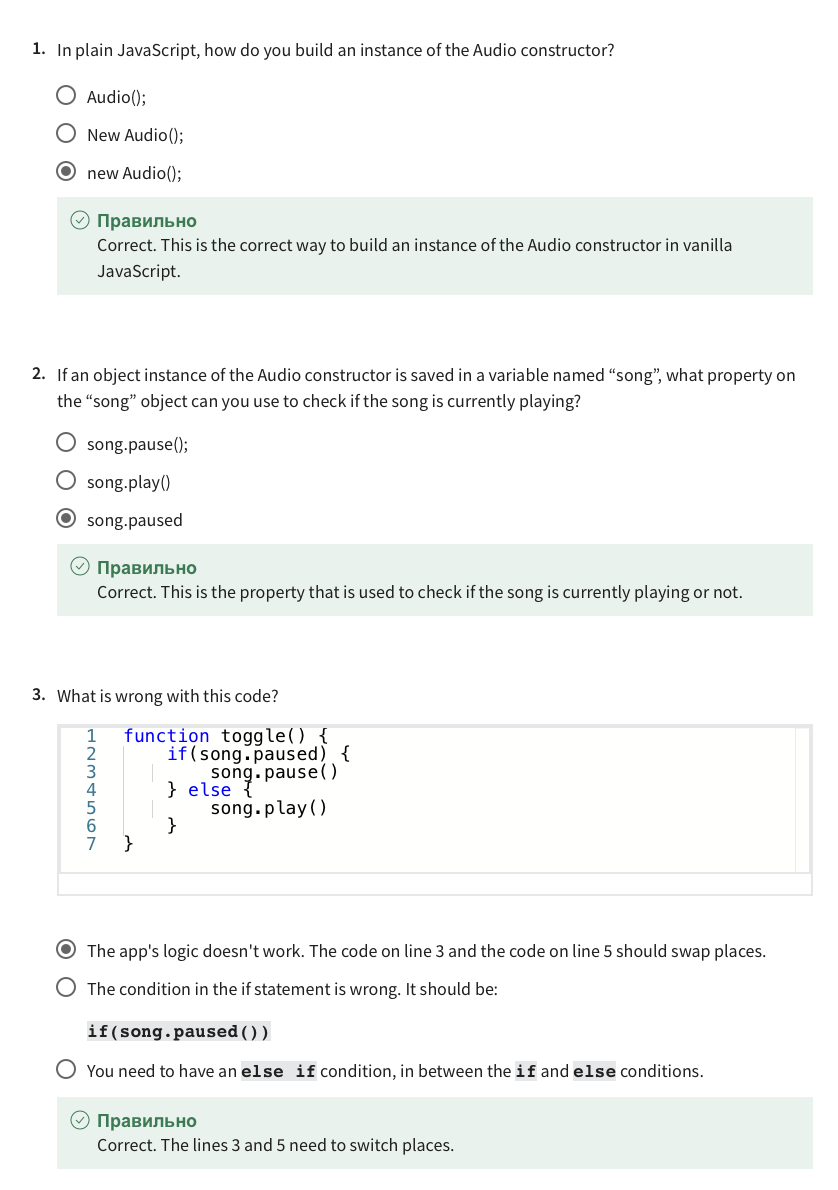 1. In plain JavaScript, how do you build an instance of the Audio constructor?
Audio();
New Audio();
new Audio();
Правильно
Correct. This is the correct way to build an instance of the Audio constructor in vanilla
JavaScript.
2. If an object instance of the Audio constructor is saved in a variable named “song”, what property on
the “song” object can you use to check if the song is currently playing?
song.pause();
song.play()
song.paused
Правильно
Correct. This is the property that is used to check if the song is currently playing or not.
3. What is wrong with this code?
1 function toggle() {
2     if(song.paused) {
3         song.pause()
4     } else {
5         song.play()
6     }
7 }
The app's logic doesn't work. The code on line 3 and the code on line 5 should swap places.
The condition in the if statement is wrong. It should be:
if(song.paused())
You need to have an else if condition, in between the if and else conditions.
Правильно
Correct. The lines 3 and 5 need to switch places.